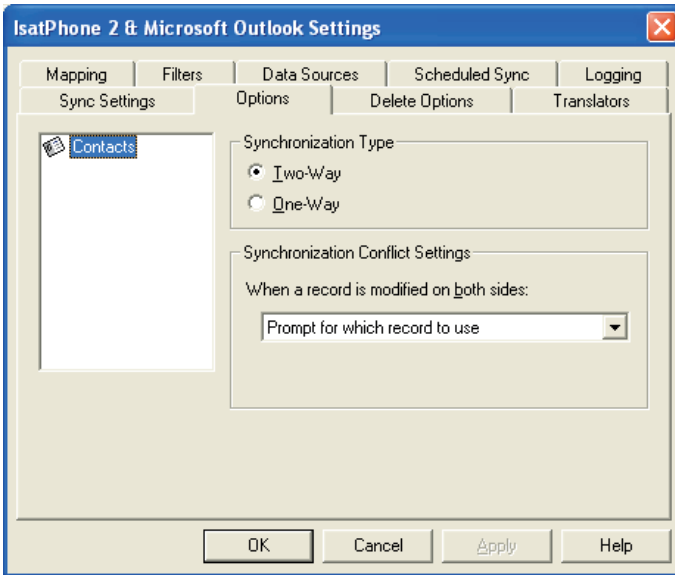 IsatPhone 2 & Microsoft Outlook Settings
Mapping Filters Data Sources Scheduled Sync Logging
Sync Settings Options Delete Options Translators
Contacts
Synchronization Type
Two-Way
One-Way
Synchronization Conflict Settings
When a record is modified on both sides:
Prompt for which record to use
OK Cancel Apply Help